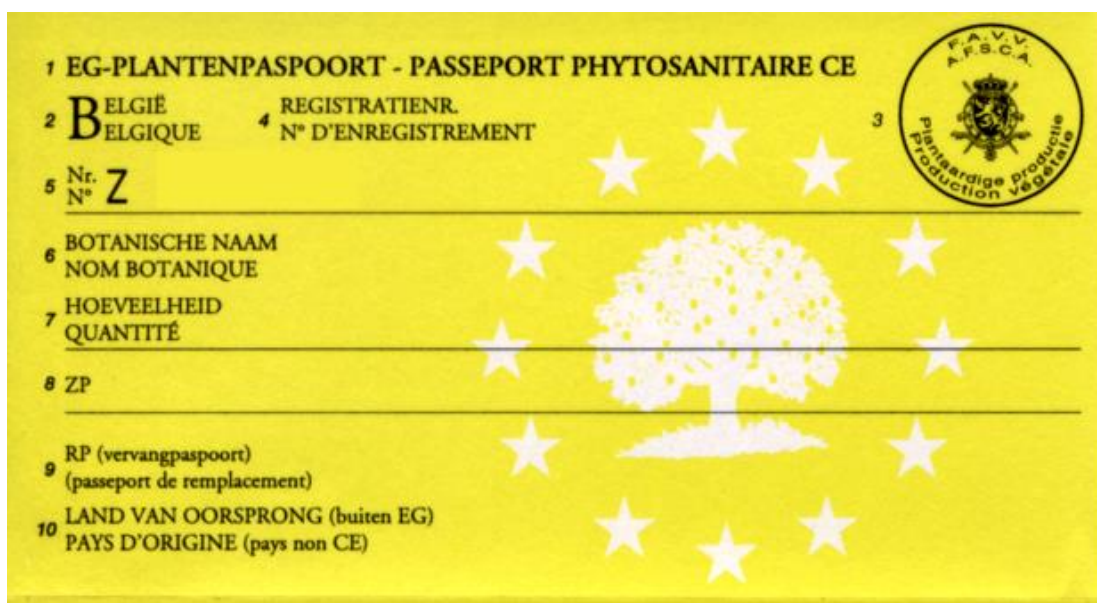 1 EG-PLANTENPASPOORT - PASSEPORT PHYTOSANITAIRE CE
2 BELGIË
BELGIQUE
4 REGISTRATIENR.
N° D'ENREGISTREMENT
3
F.A.V.V.
A.F.S.C.A.
Plantaardige productie
Production végétale
5 Nr.
N° Z
6 BOTANISCHE NAAM
NOM BOTANIQUE
7 HOEVEELHEID
QUANTITÉ
8 ZP
9 RP (vervangpaspoort)
(passeport de remplacement)
10 LAND VAN OORSPRONG (buiten EG)
PAYS D'ORIGINE (pays non CE)